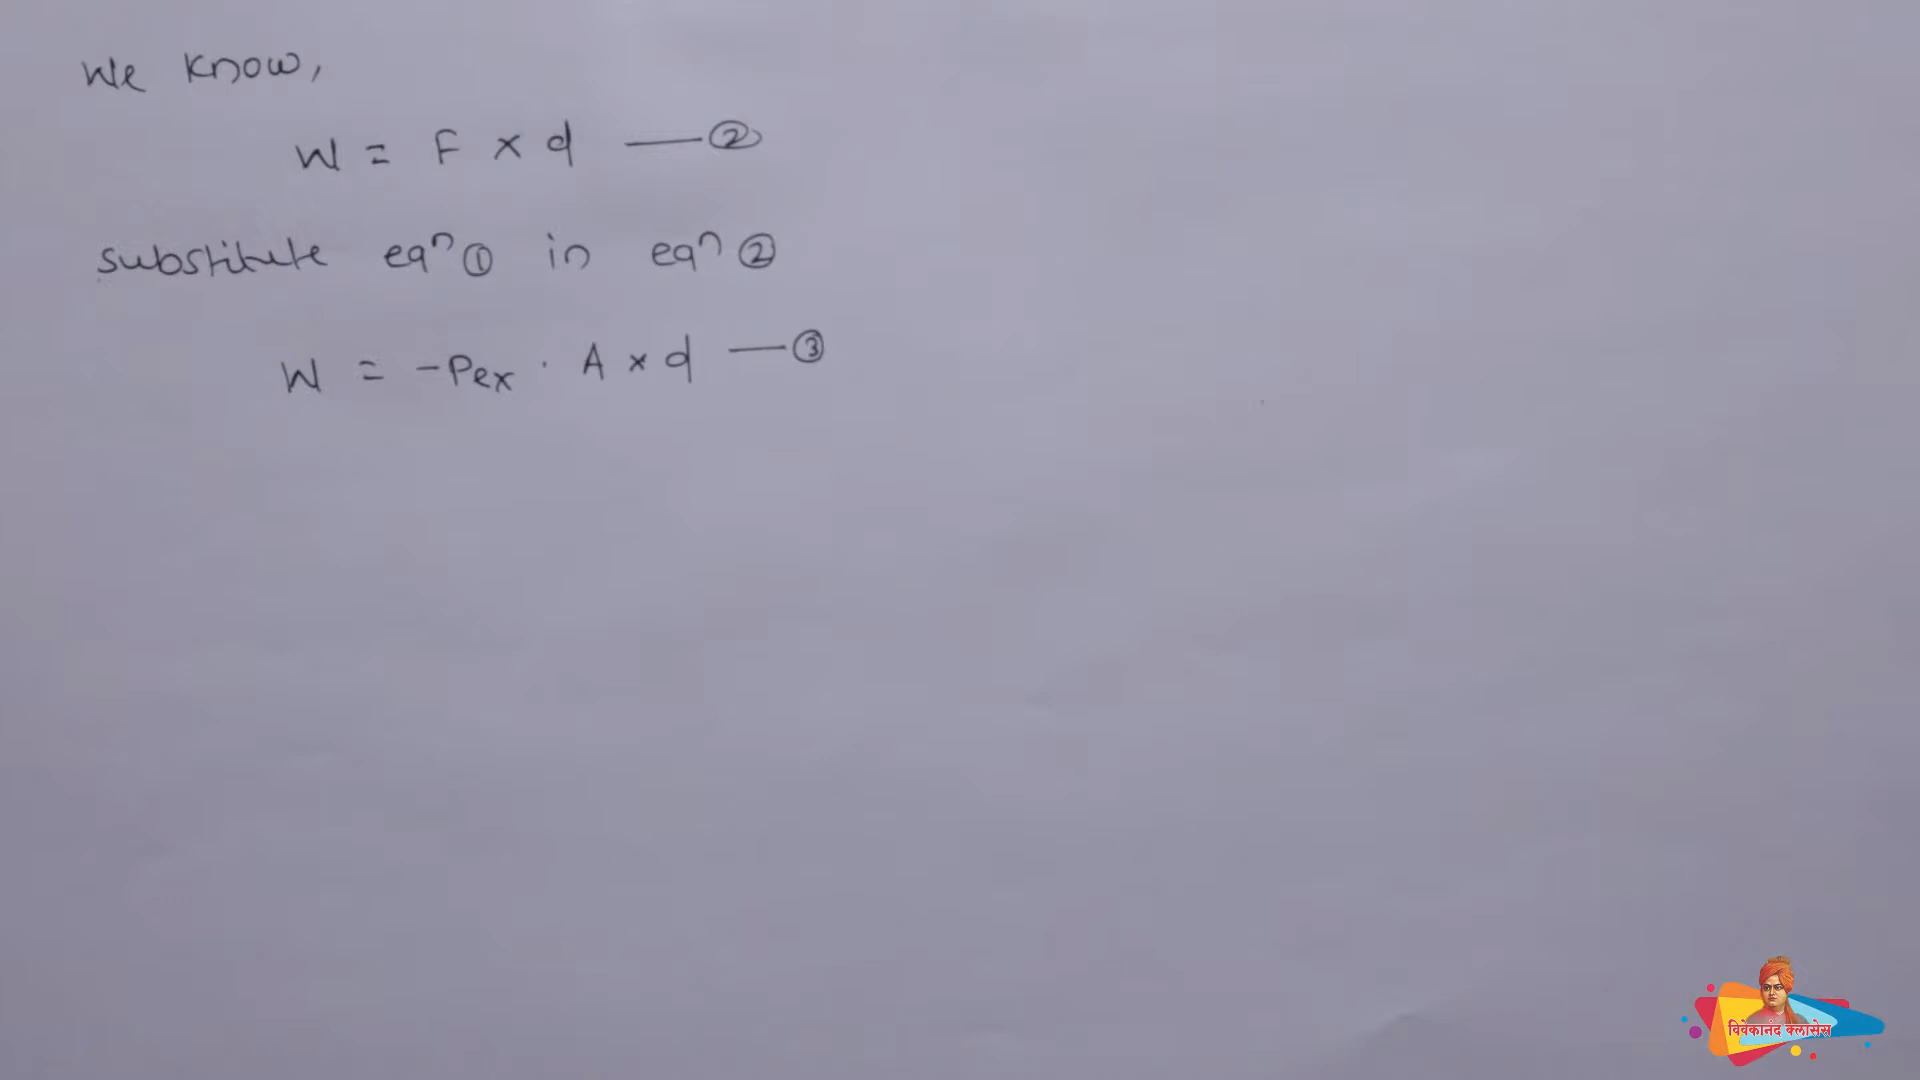 We know,
W = F × d —②
substitute eqⁿ ① in eqⁿ ②
W = -Pex · A × d —③
विवेकानंद क्लासेस